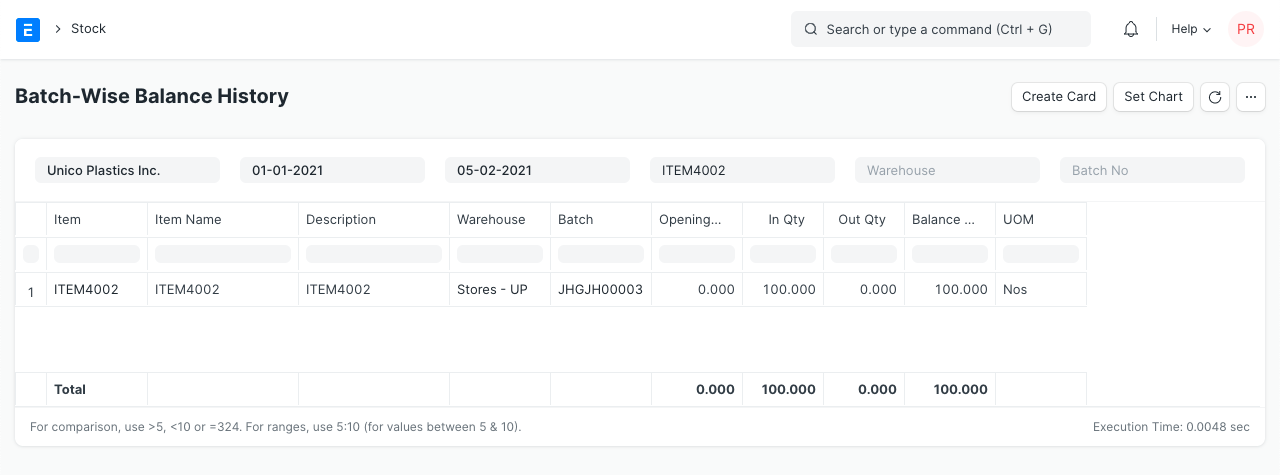 E > Stock Search or type a command (Ctrl + G) Help PR
Batch-Wise Balance History Create Card Set Chart ...
Unico Plastics Inc. 01-01-2021 05-02-2021 ITEM4002 Warehouse Batch No
Item Item Name Description Warehouse Batch Opening... In Qty Out Qty Balance ... UOM
1 ITEM4002 ITEM4002 ITEM4002 Stores - UP JHGJH00003 0.000 100.000 0.000 100.000 Nos
Total 0.000 100.000 0.000 100.000
For comparison, use >5, <10 or =324. For ranges, use 5:10 (for values between 5 & 10). Execution Time: 0.0048 sec